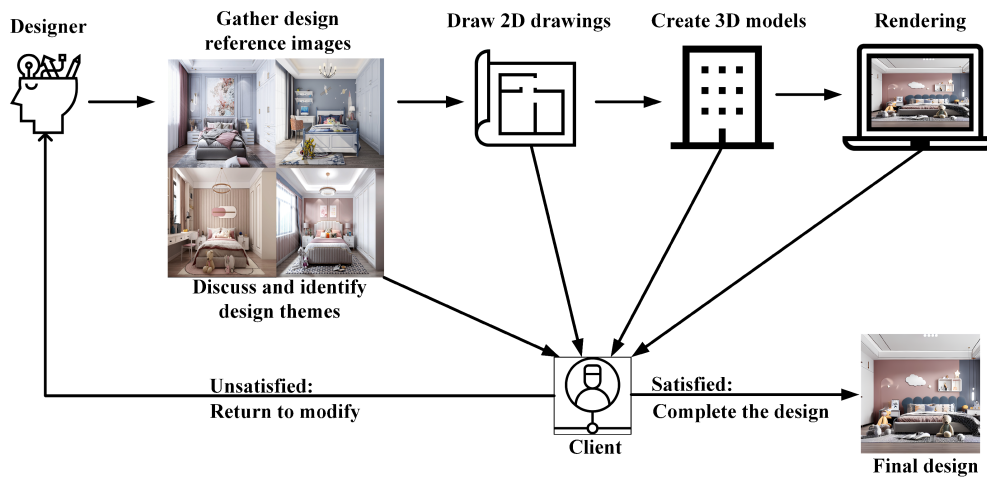 Designer
Gather design
reference images
Draw 2D drawings
Create 3D models
Rendering
Discuss and identify
design themes
Unsatisfied:
Return to modify
Satisfied:
Complete the design
Client
Final design